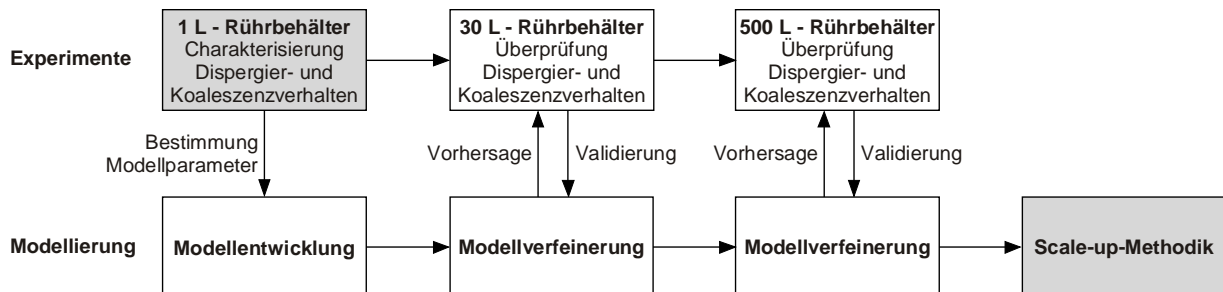 Experimente
1 L - Rührbehälter
Charakterisierung
Dispergier- und
Koaleszenzverhalten
30 L - Rührbehälter
Überprüfung
Dispergier- und
Koaleszenzverhalten
500 L - Rührbehälter
Überprüfung
Dispergier- und
Koaleszenzverhalten
Bestimmung
Modellparameter
Vorhersage
Validierung
Vorhersage
Validierung
Modellierung
Modellentwicklung
Modellverfeinerung
Modellverfeinerung
Scale-up-Methodik